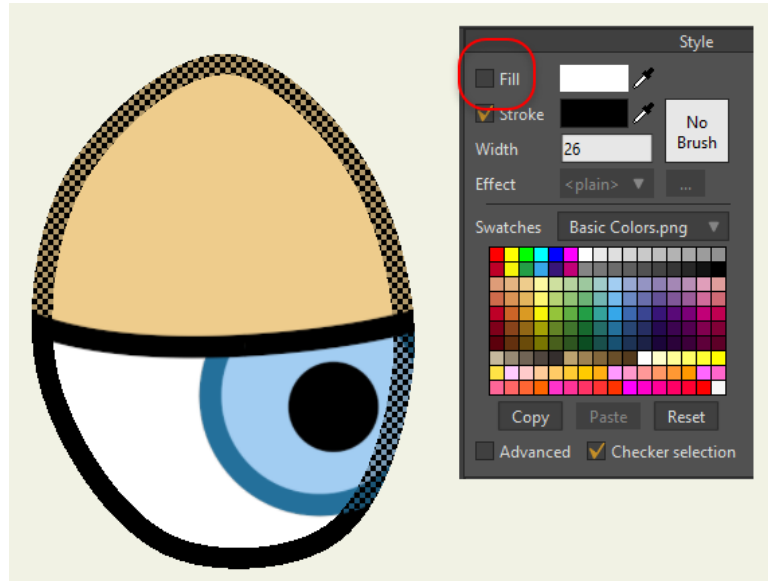 Style
Fill
Stroke
No
Brush
Width
26
Effect
<plain>
...
Swatches
Basic Colors.png
Copy
Paste
Reset
Advanced
Checker selection